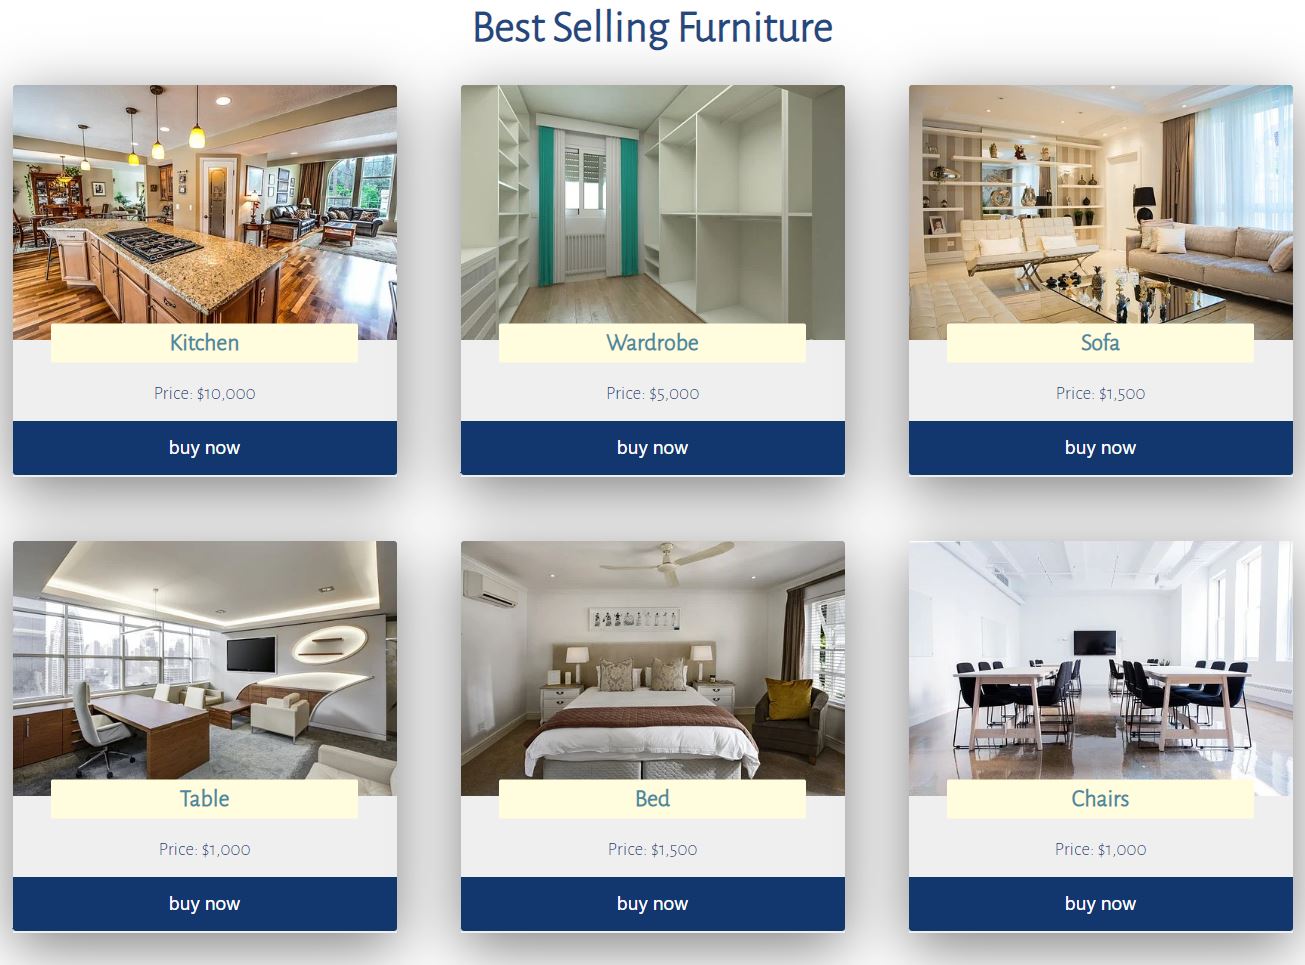 Best Selling Furniture
Kitchen
Price: $10,000
buy now
Wardrobe
Price: $5,000
buy now
Sofa
Price: $1,500
buy now
Table
Price: $1,000
buy now
Bed
Price: $1,500
buy now
Chairs
Price: $1,000
buy now